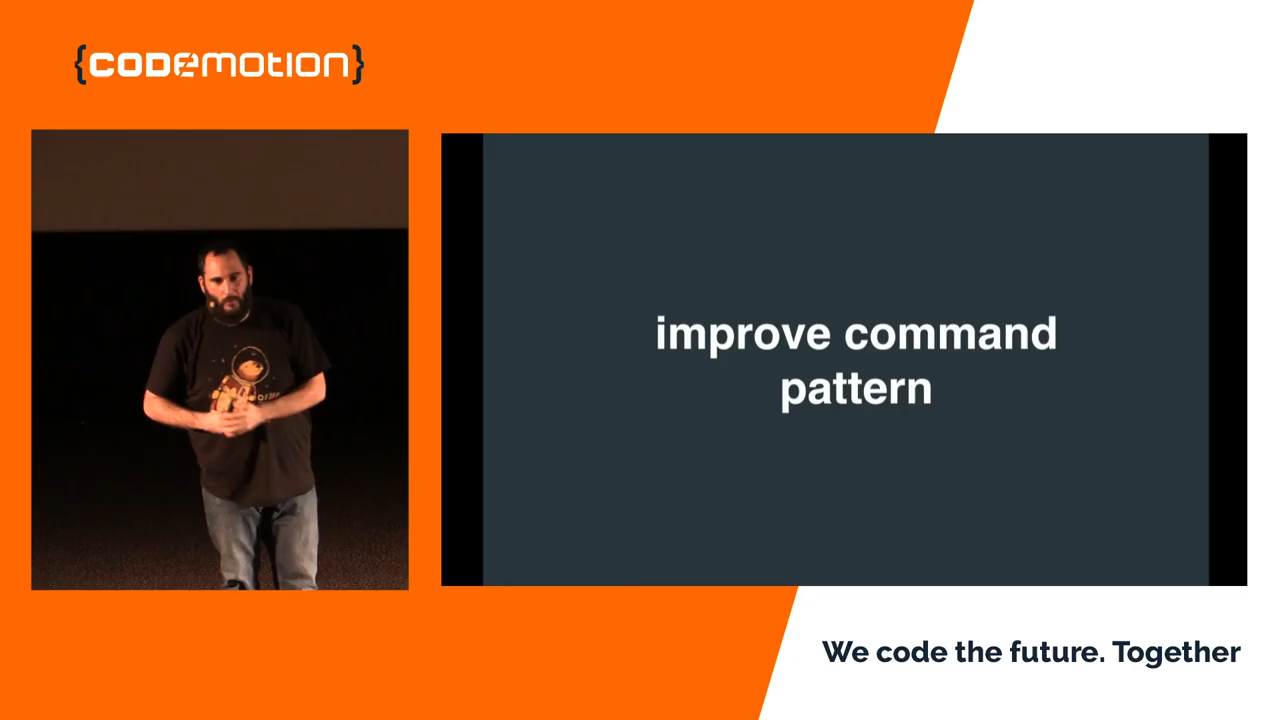 {CODEMOTION}
improve command
pattern
We code the future. Together